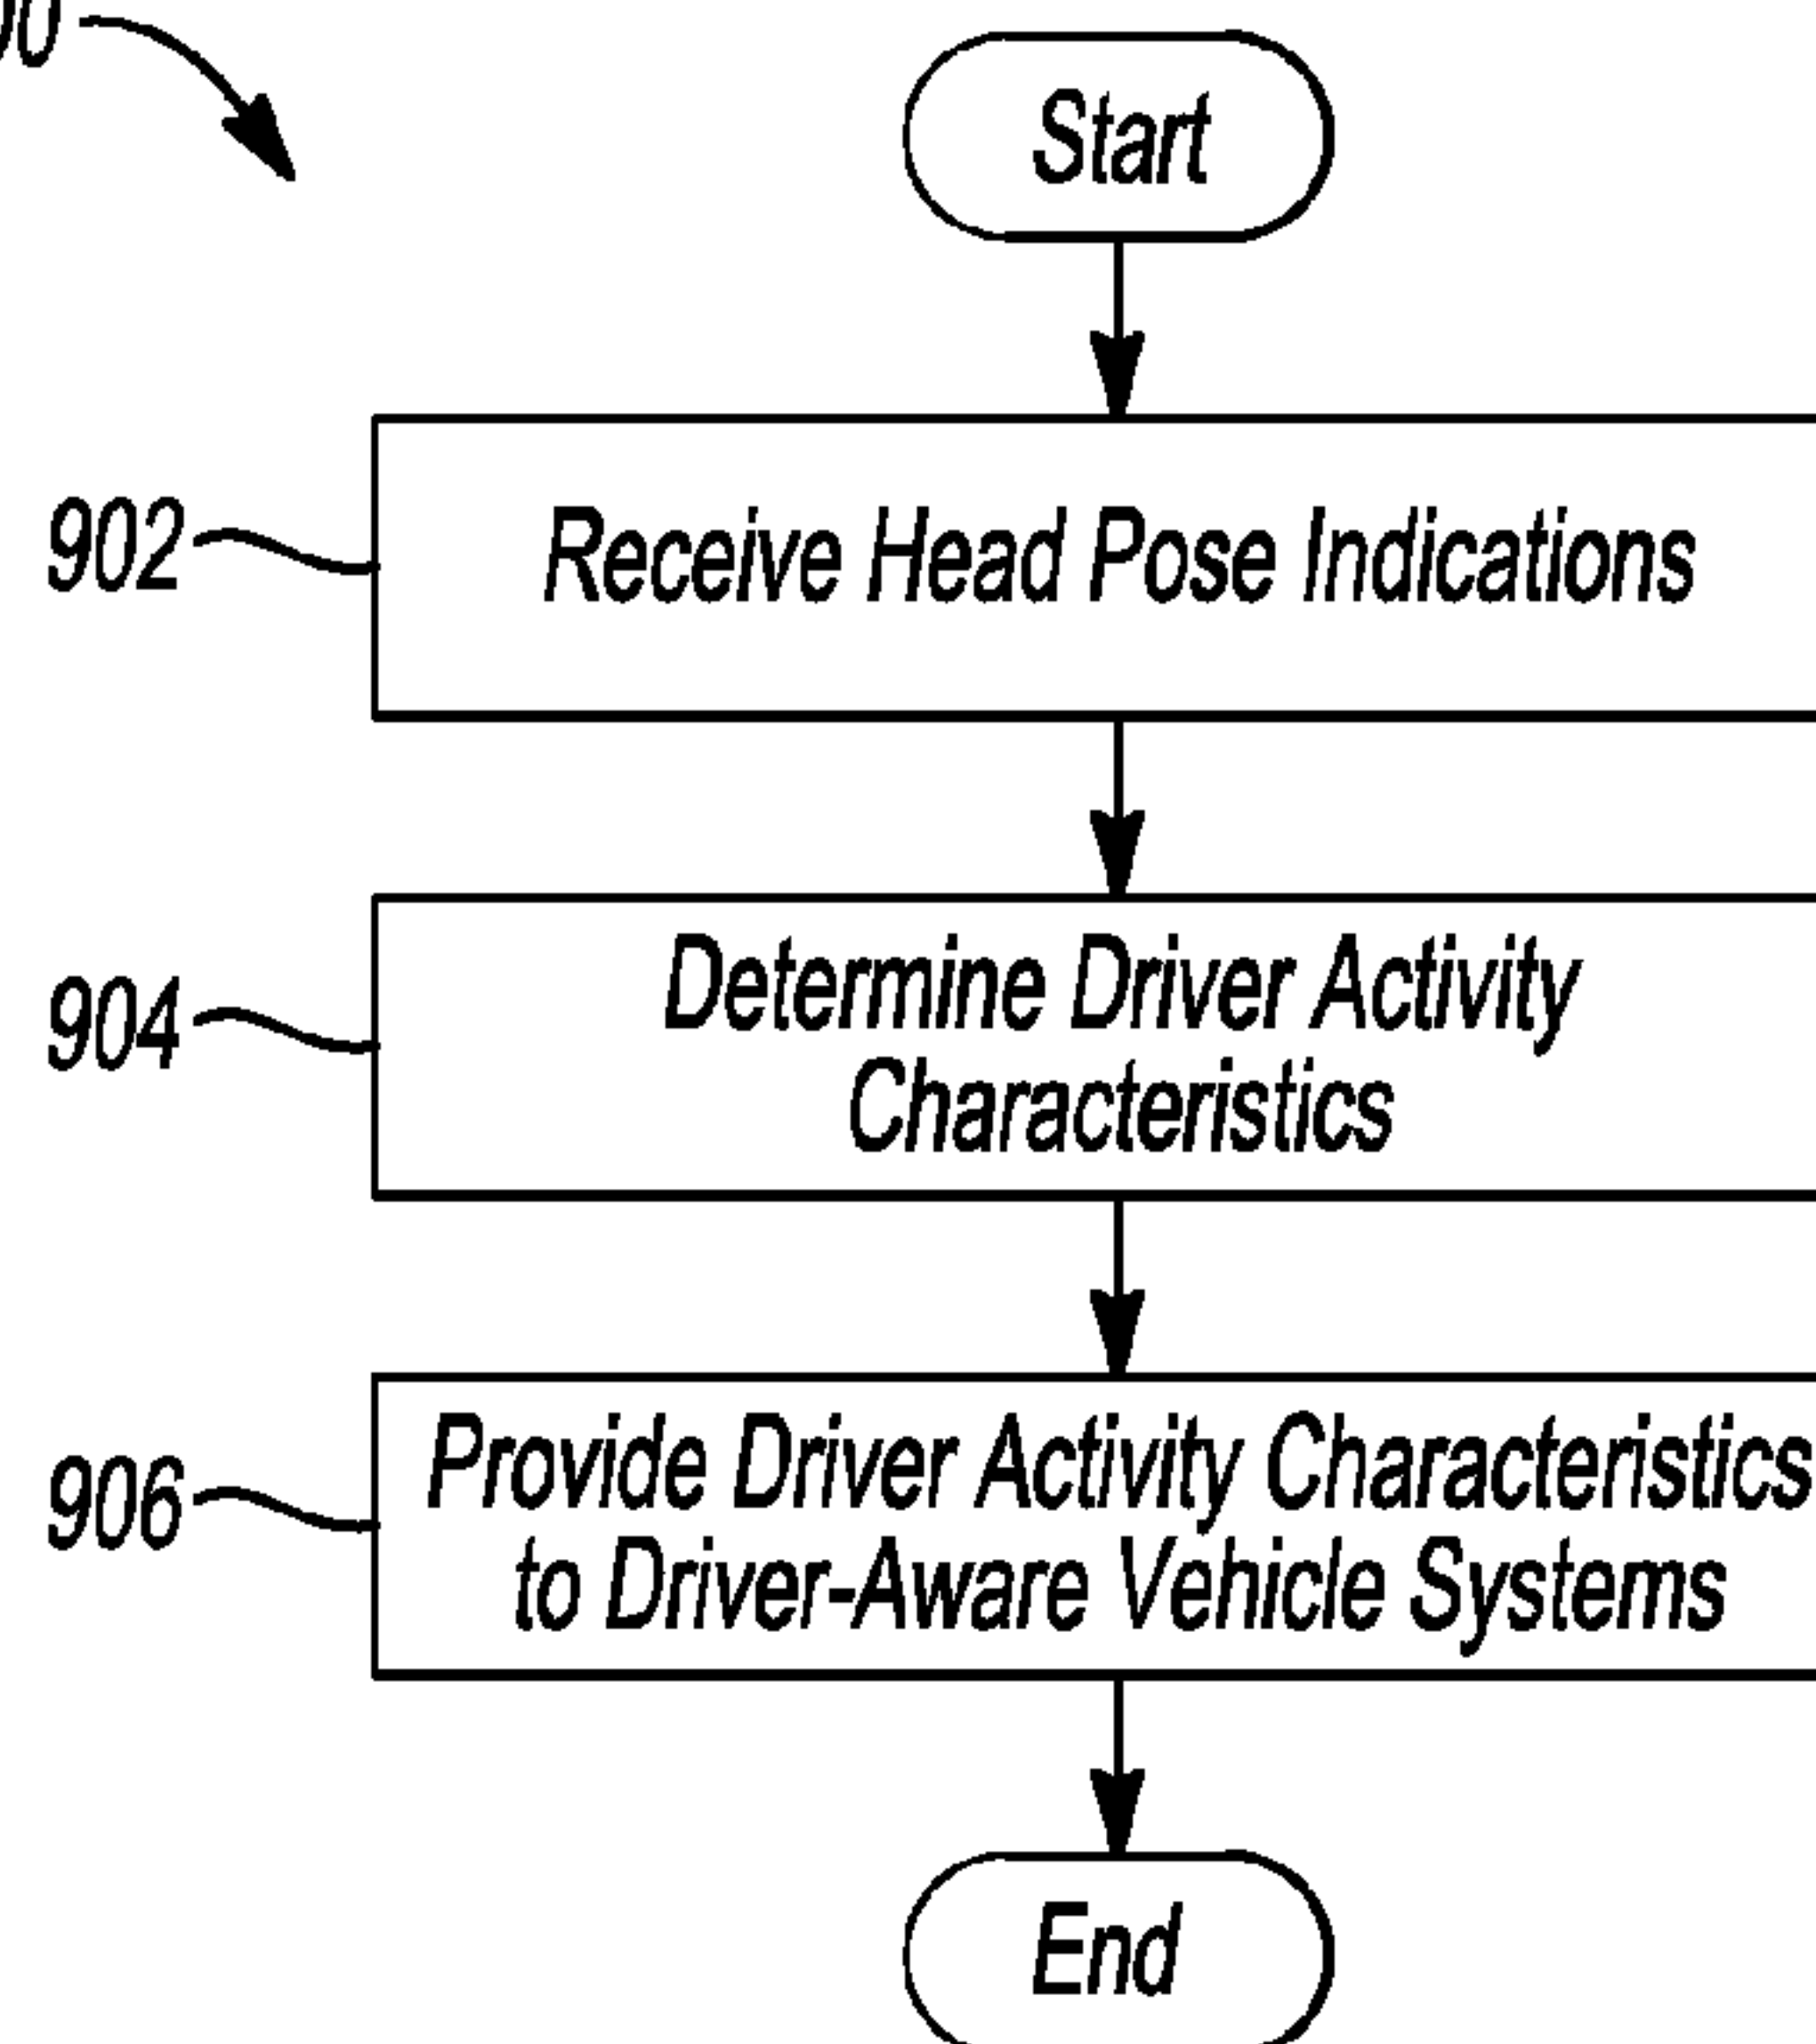 Start
902
Receive Head Pose Indications
904
Determine Driver Activity
Characteristics
906
Provide Driver Activity Characteristics
to Driver-Aware Vehicle Systems
End